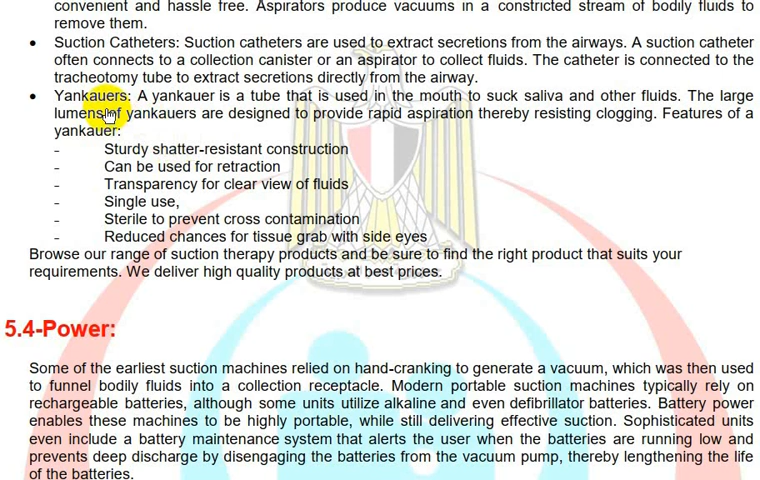 convenient and hassle free. Aspirators produce vacuums in a constricted stream of bodily fluids to
remove them.
• Suction Catheters: Suction catheters are used to extract secretions from the airways. A suction catheter
often connects to a collection canister or an aspirator to collect fluids. The catheter is connected to the
tracheotomy tube to extract secretions directly from the airway.
• Yankauers: A yankauer is a tube that is used in the mouth to suck saliva and other fluids. The large
lumens of yankauers are designed to provide rapid aspiration thereby resisting clogging. Features of a
yankauer:
- Sturdy shatter-resistant construction
- Can be used for retraction
- Transparency for clear view of fluids
- Single use,
- Sterile to prevent cross contamination
- Reduced chances for tissue grab with side eyes
Browse our range of suction therapy products and be sure to find the right product that suits your
requirements. We deliver high quality products at best prices.
5.4-Power:
Some of the earliest suction machines relied on hand-cranking to generate a vacuum, which was then used
to funnel bodily fluids into a collection receptacle. Modern portable suction machines typically rely on
rechargeable batteries, although some units utilize alkaline and even defibrillator batteries. Battery power
enables these machines to be highly portable, while still delivering effective suction. Sophisticated units
even include a battery maintenance system that alerts the user when the batteries are running low and
prevents deep discharge by disengaging the batteries from the vacuum pump, thereby lengthening the life
of the batteries.